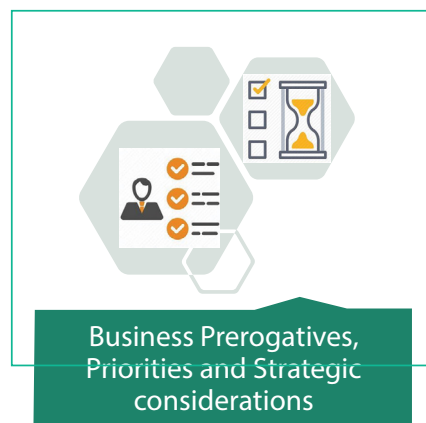 Business Prerogatives,
Priorities and Strategic
considerations